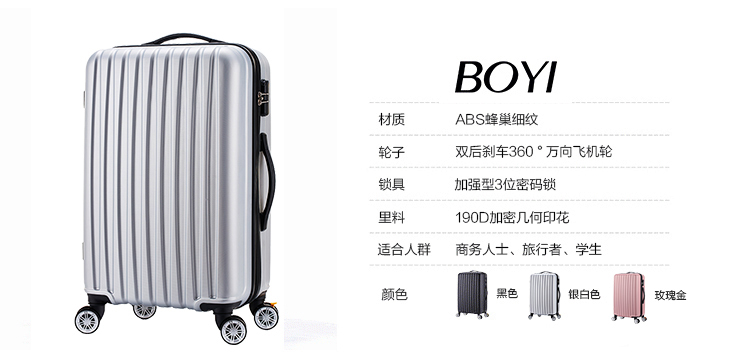 BOYI
材质 ABS蜂巢细纹
轮子 双后刹车360°万向飞机轮
锁具 加强型3位密码锁
里料 190D加密几何印花
适合人群 商务人士、旅行者、学生
颜色 黑色 银白色 玫瑰金